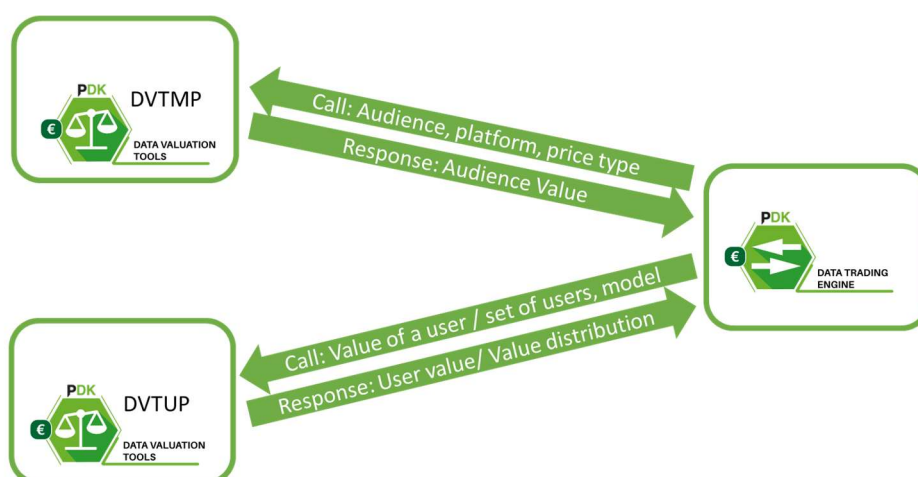 PDK
DVTMP
€
DATA VALUATION
TOOLS
Call: Audience, platform, price type
Response: Audience Value
PDK
€
DATA TRADING
ENGINE
Call: Value of a user / set of users, model
Response: User value/ Value distribution
PDK
DVTUP
€
DATA VALUATION
TOOLS